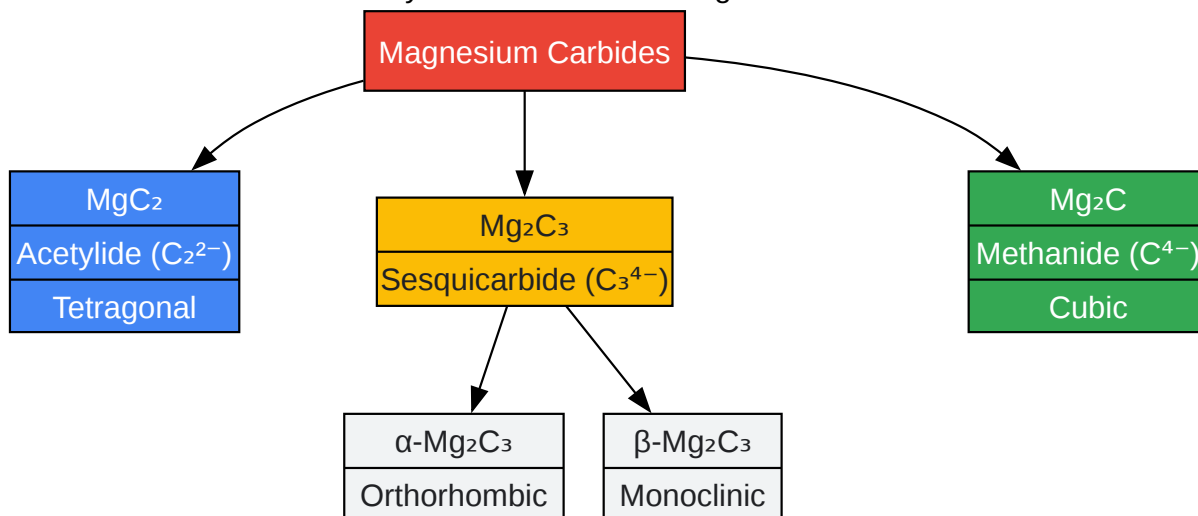 Magnesium Carbides
MgC₂
Acetylide (C₂²⁻)
Tetragonal
Mg₂C₃
Sesquicarbide (C₃⁴⁻)
Mg₂C
Methanide (C⁴⁻)
Cubic
α-Mg₂C₃
Orthorhombic
β-Mg₂C₃
Monoclinic